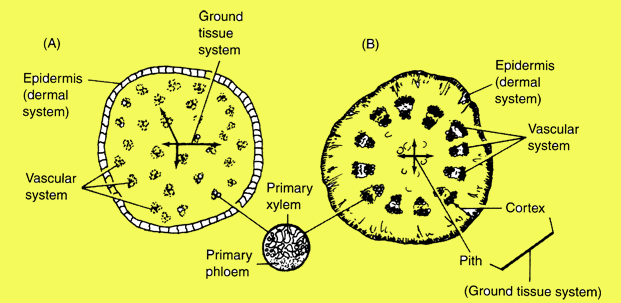 (A)
Ground
tissue
system
Epidermis
(dermal
system)
Vascular
system
Primary
xylem
Primary
phloem
(B)
Epidermis
(dermal
system)
Vascular
system
Cortex
Pith
(Ground tissue system)